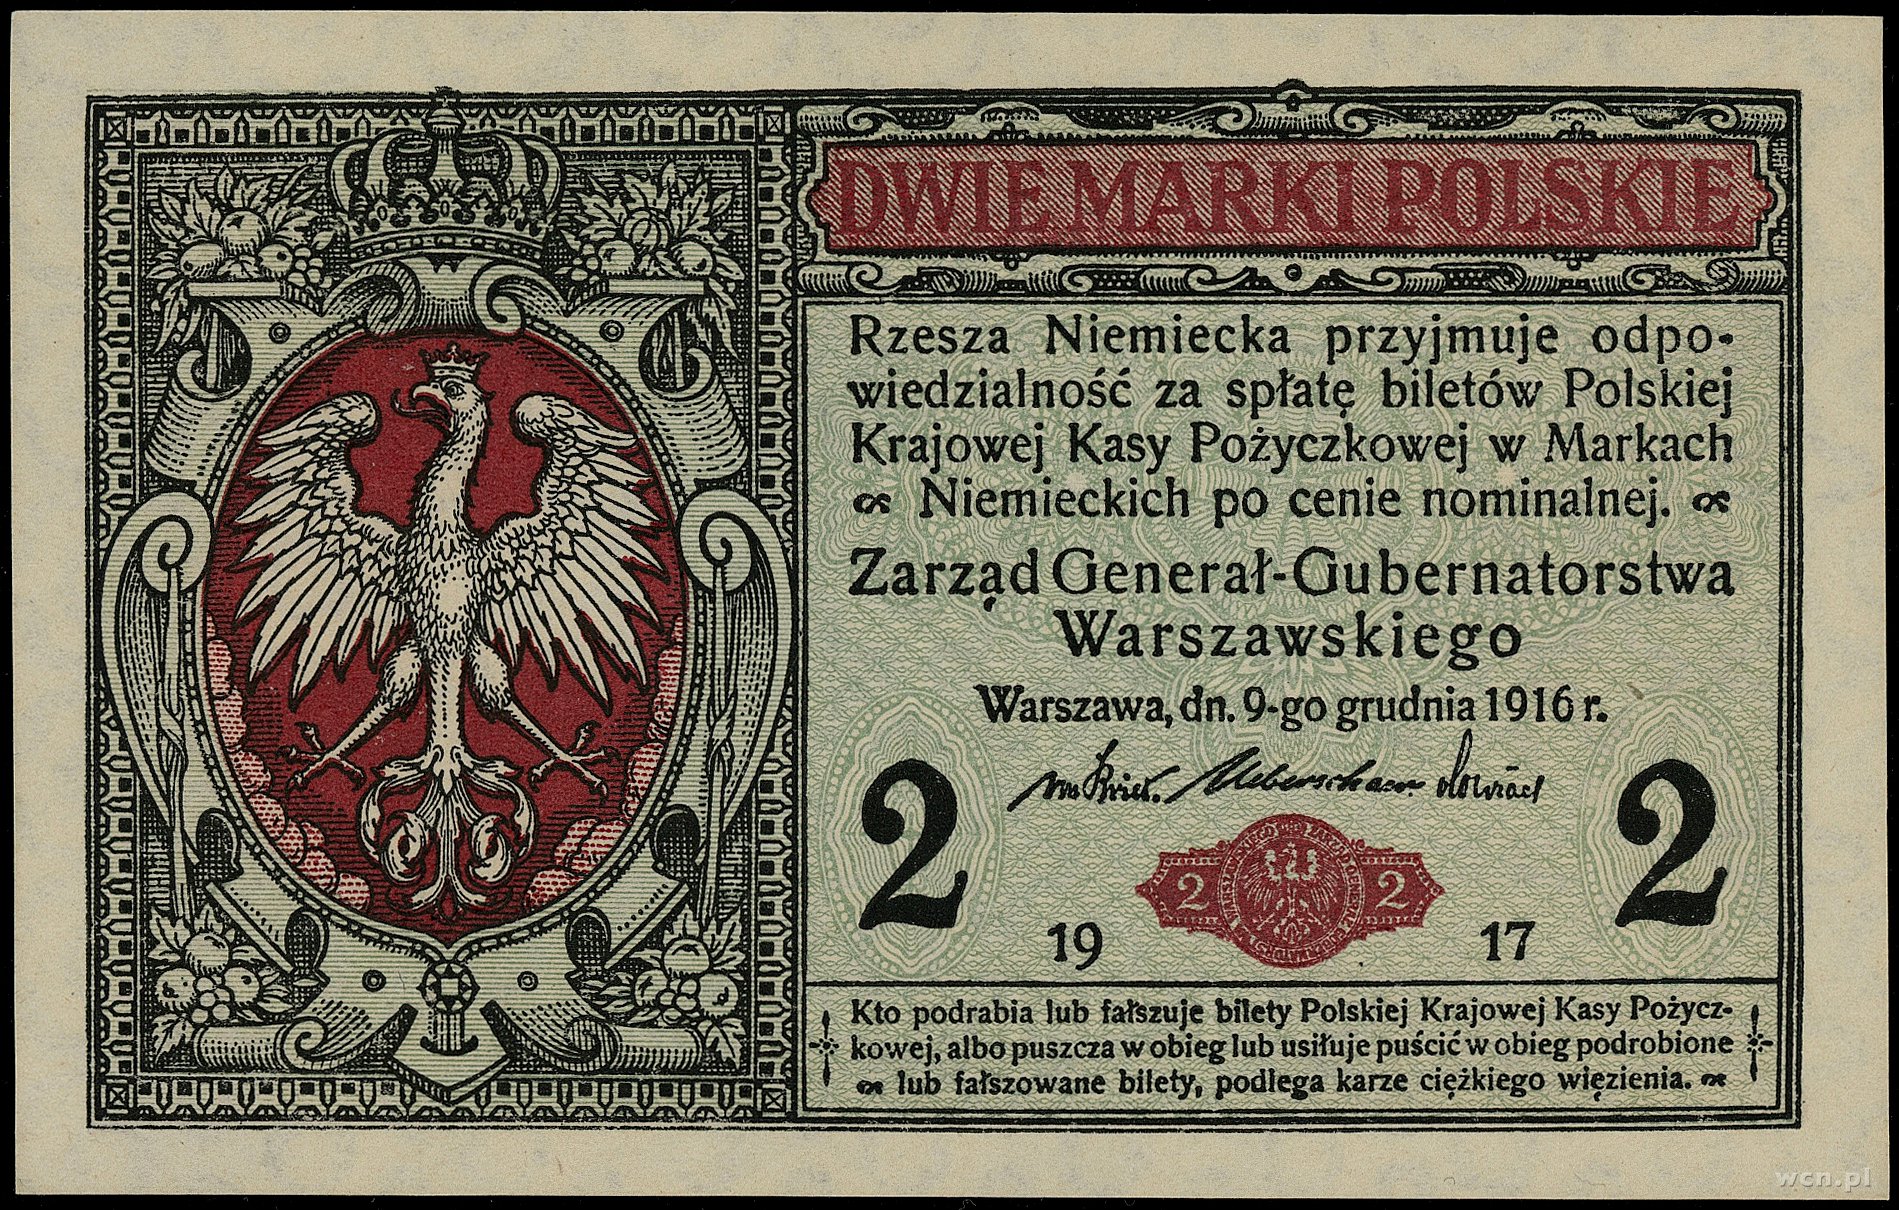 DWIE MARKI POLSKIE
Rzesza Niemiecka przyjmuje odpo-
wiedzialność za spłatę biletów Polskiej
Krajowej Kasy Pożyczkowej w Markach
Niemieckich po cenie nominalnej.
Zarząd Generał-Gubernatorstwa
Warszawskiego
Warszawa, dn. 9-go grudnia 1916 r.
2 2
2 2
19 17
Kto podrabia lub fałszuje bilety Polskiej Krajowej Kasy Pożycz-
kowej, albo puszcza w obieg lub usiłuje puścić w obieg podrobione
lub fałszowane bilety, podlega karze ciężkiego więzienia.
wcn.pl